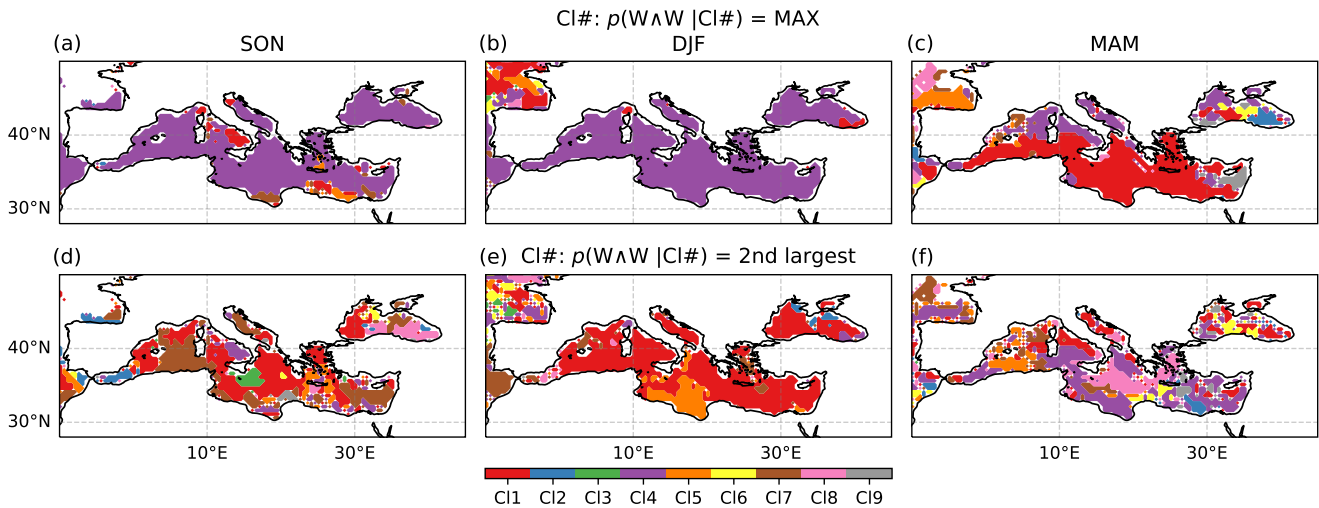 Cl#: p(W∧W |Cl#) = MAX
(a) SON (b) DJF (c) MAM
40°N
30°N
(d) (e) Cl#: p(W∧W |Cl#) = 2nd largest (f)
40°N
30°N
10°E 30°E 10°E 30°E 10°E 30°E
Cl1 Cl2 Cl3 Cl4 Cl5 Cl6 Cl7 Cl8 Cl9